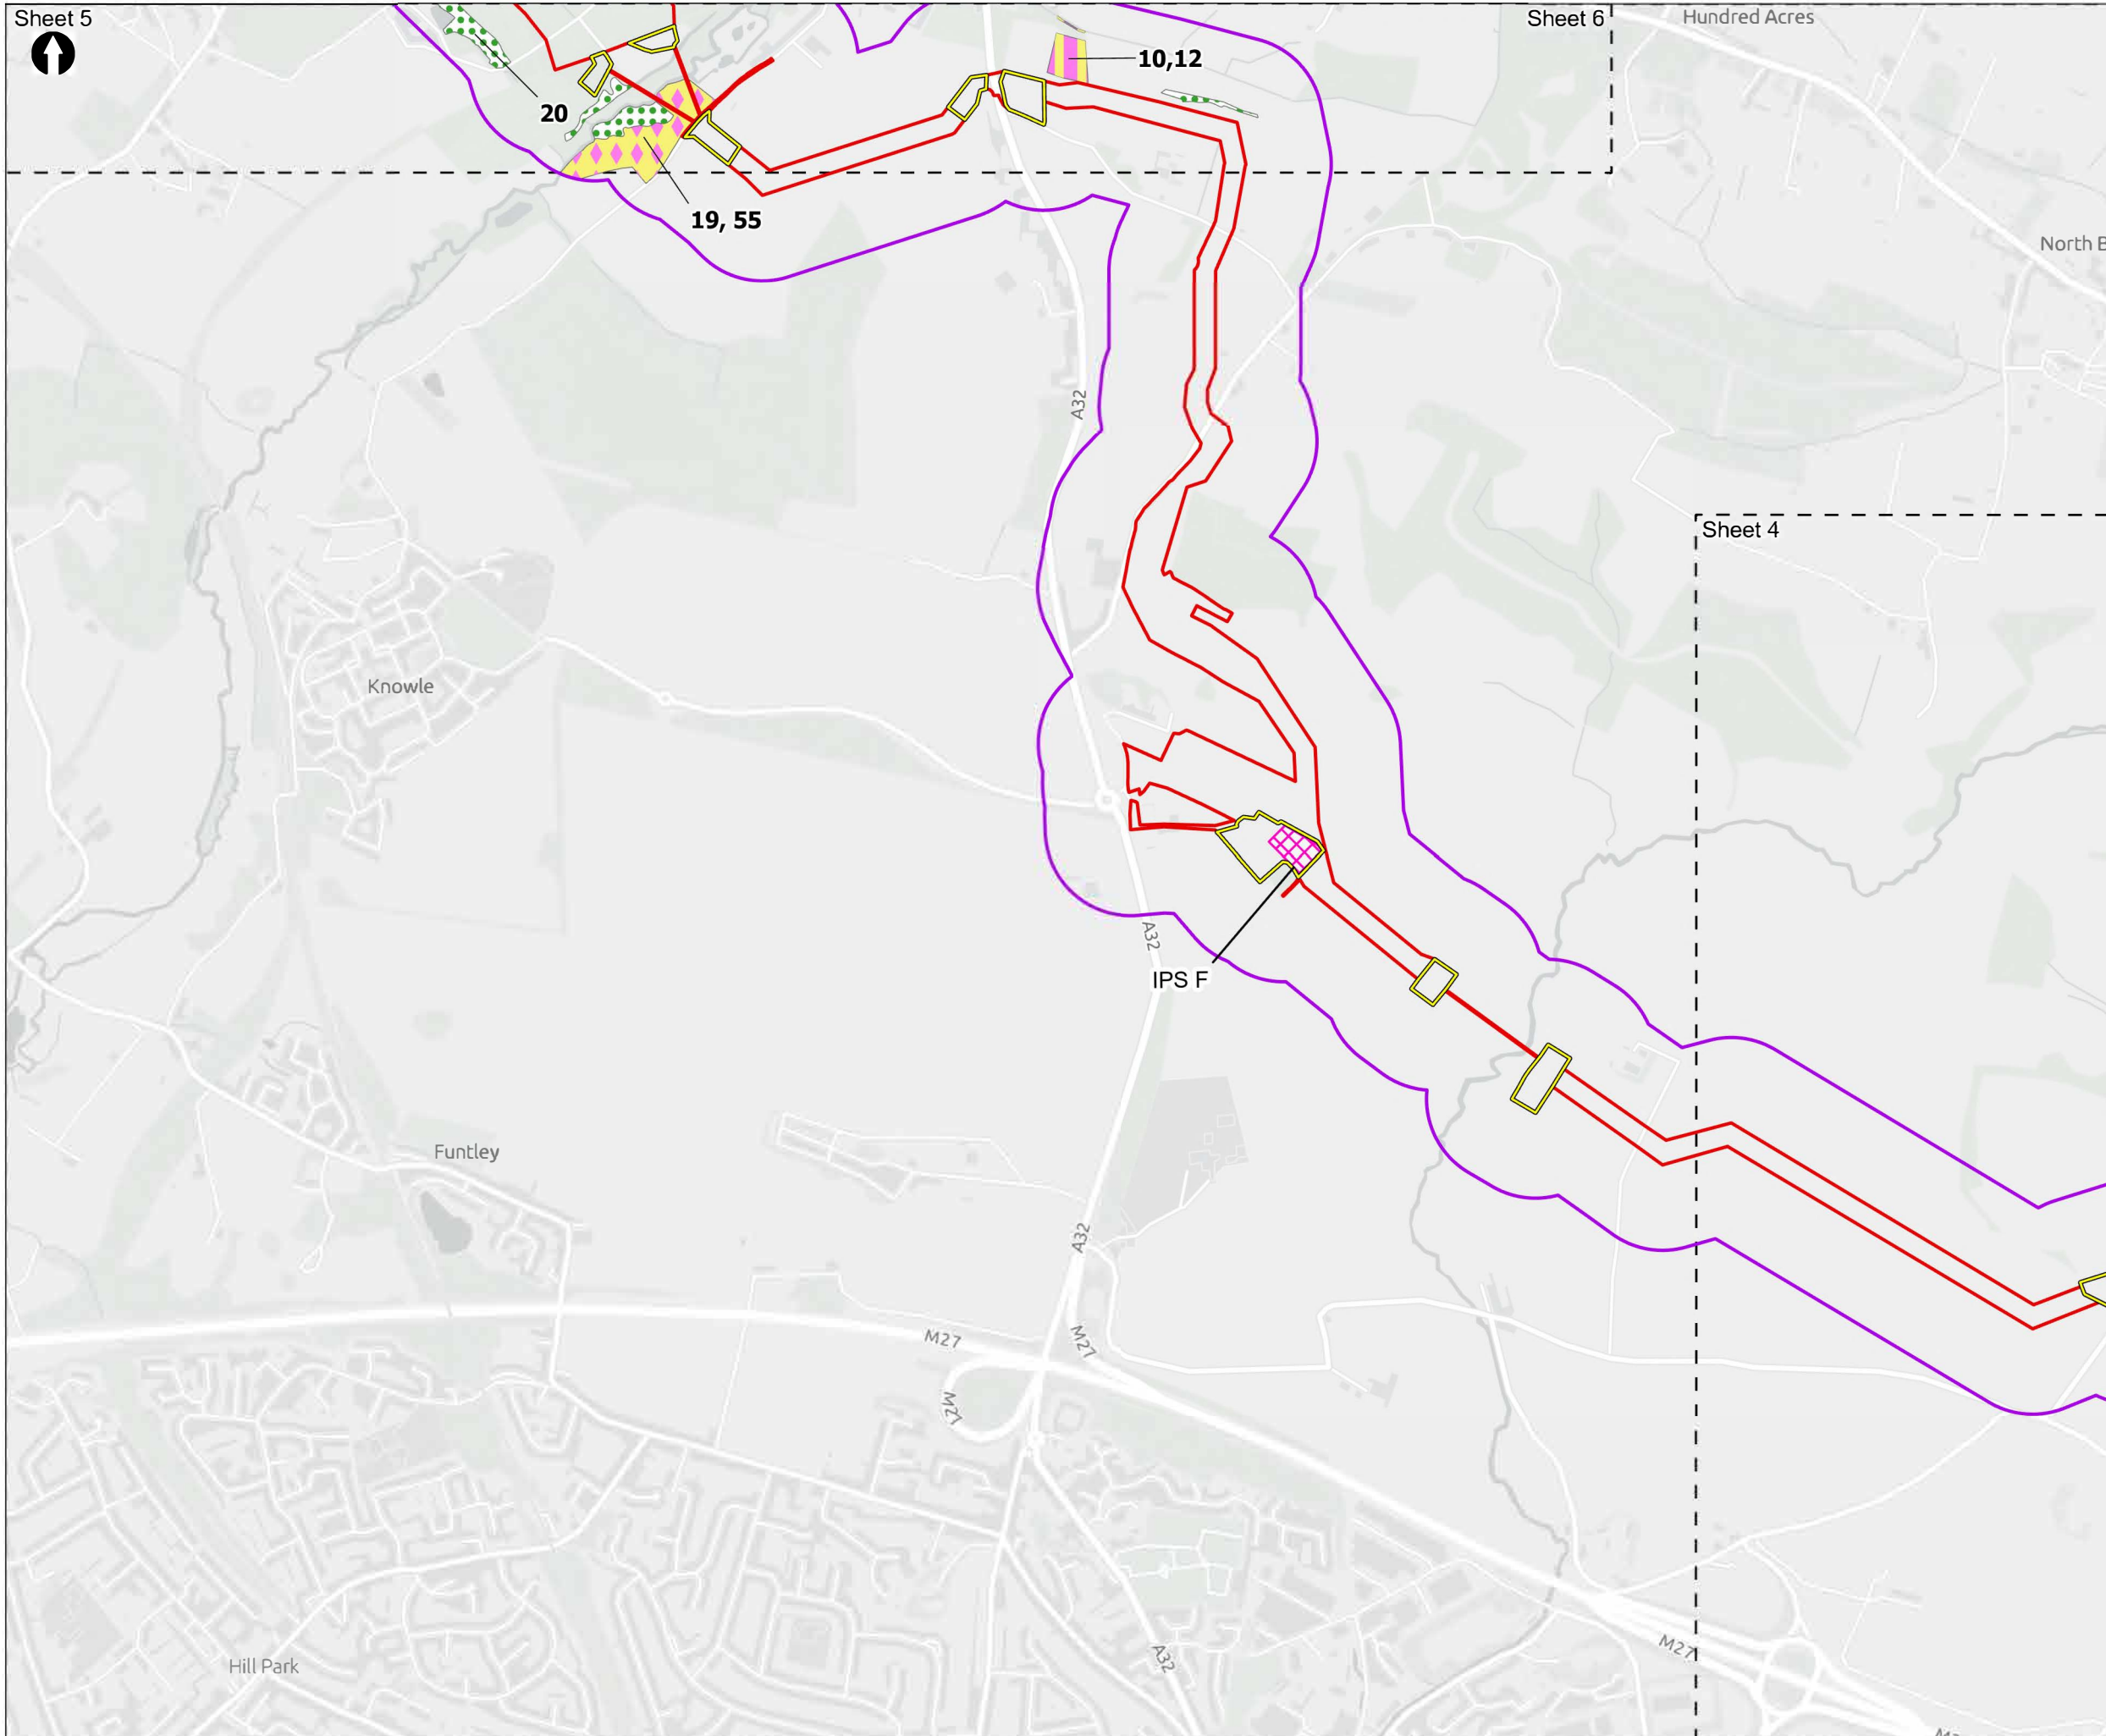 Sheet 5
Sheet 6
Hundred Acres
10,12
20
19, 55
North B
A32
Sheet 4
Knowle
A32
IPS F
Funtley
A32
M27
M27
M27
A32
M27
Hill Park